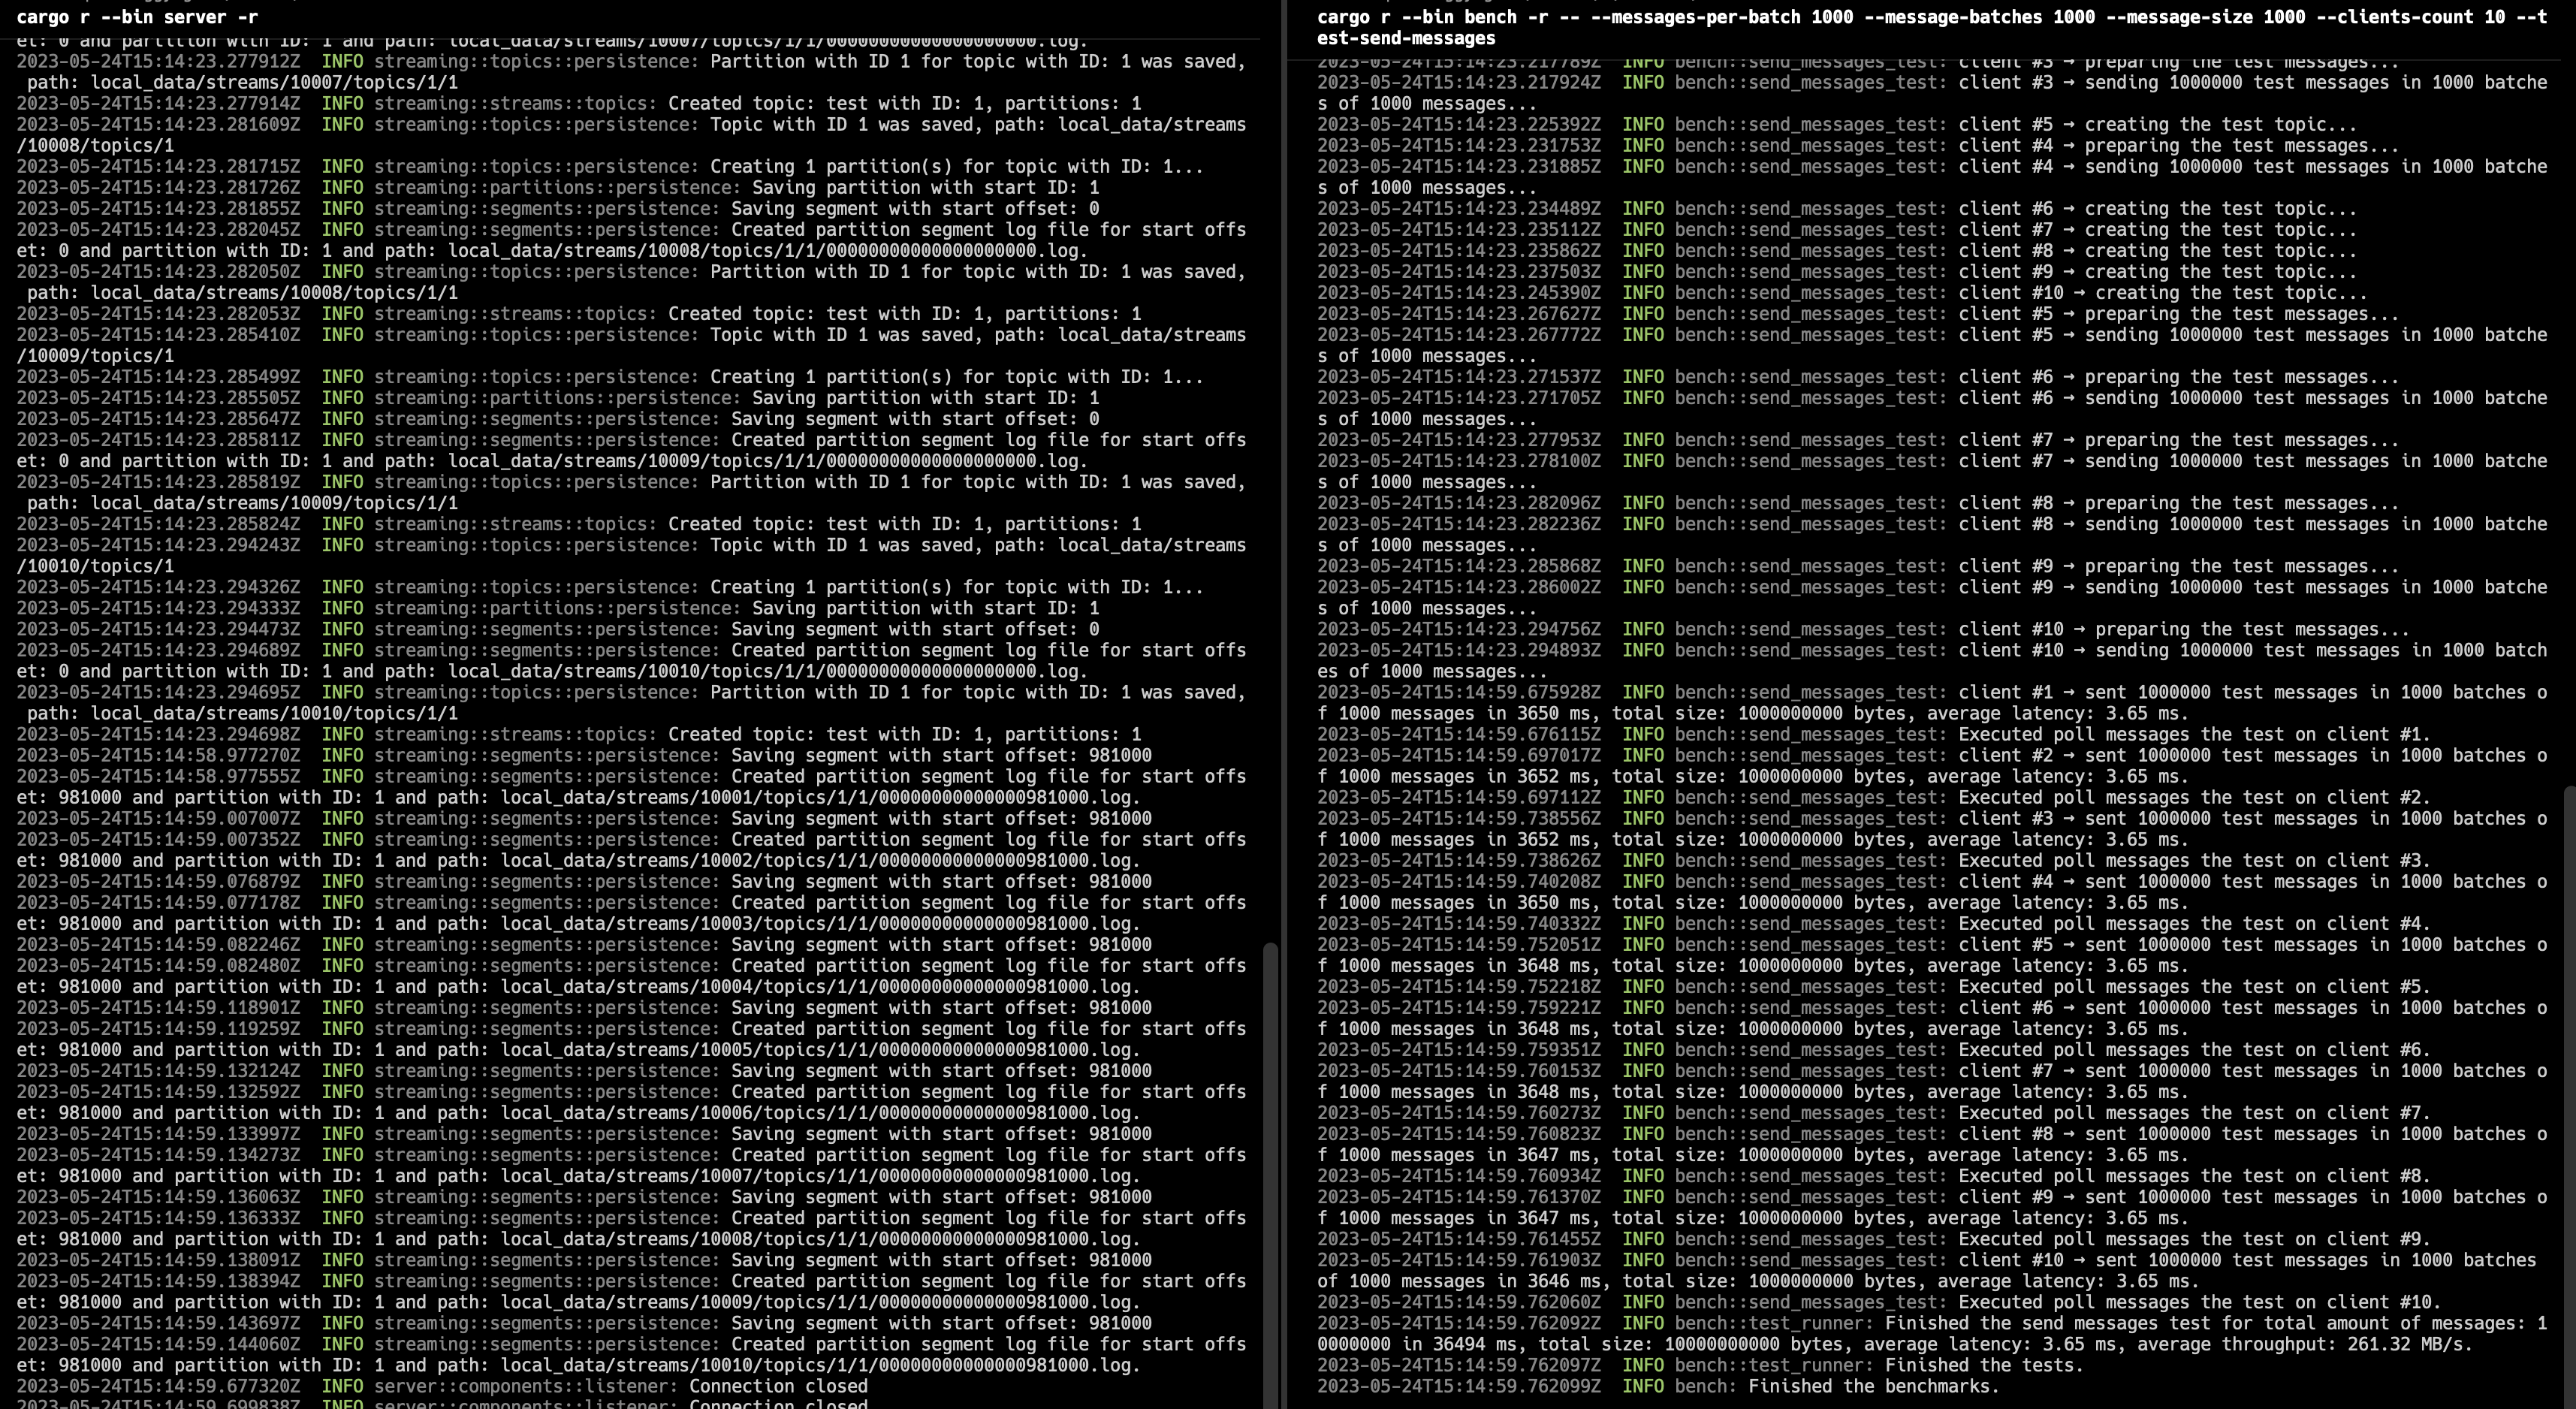 cargo r --bin server -r
et: 0 and partition with ID: 1 and path: local_data/streams/10007/topics/1/1/00000000000000000000.log.
2023-05-24T15:14:23.277912Z  INFO streaming::topics::persistence: Partition with ID 1 for topic with ID: 1 was saved,
 path: local_data/streams/10007/topics/1/1
2023-05-24T15:14:23.277914Z  INFO streaming::streams::topics: Created topic: test with ID: 1, partitions: 1
2023-05-24T15:14:23.281609Z  INFO streaming::topics::persistence: Topic with ID 1 was saved, path: local_data/streams
/10008/topics/1
2023-05-24T15:14:23.281715Z  INFO streaming::topics::persistence: Creating 1 partition(s) for topic with ID: 1...
2023-05-24T15:14:23.281726Z  INFO streaming::partitions::persistence: Saving partition with start ID: 1
2023-05-24T15:14:23.281855Z  INFO streaming::segments::persistence: Saving segment with start offset: 0
2023-05-24T15:14:23.282045Z  INFO streaming::segments::persistence: Created partition segment log file for start offs
et: 0 and partition with ID: 1 and path: local_data/streams/10008/topics/1/1/00000000000000000000.log.
2023-05-24T15:14:23.282050Z  INFO streaming::topics::persistence: Partition with ID 1 for topic with ID: 1 was saved,
 path: local_data/streams/10008/topics/1/1
2023-05-24T15:14:23.282053Z  INFO streaming::streams::topics: Created topic: test with ID: 1, partitions: 1
2023-05-24T15:14:23.285410Z  INFO streaming::topics::persistence: Topic with ID 1 was saved, path: local_data/streams
/10009/topics/1
2023-05-24T15:14:23.285499Z  INFO streaming::topics::persistence: Creating 1 partition(s) for topic with ID: 1...
2023-05-24T15:14:23.285505Z  INFO streaming::partitions::persistence: Saving partition with start ID: 1
2023-05-24T15:14:23.285647Z  INFO streaming::segments::persistence: Saving segment with start offset: 0
2023-05-24T15:14:23.285811Z  INFO streaming::segments::persistence: Created partition segment log file for start offs
et: 0 and partition with ID: 1 and path: local_data/streams/10009/topics/1/1/00000000000000000000.log.
2023-05-24T15:14:23.285819Z  INFO streaming::topics::persistence: Partition with ID 1 for topic with ID: 1 was saved,
 path: local_data/streams/10009/topics/1/1
2023-05-24T15:14:23.285824Z  INFO streaming::streams::topics: Created topic: test with ID: 1, partitions: 1
2023-05-24T15:14:23.294243Z  INFO streaming::topics::persistence: Topic with ID 1 was saved, path: local_data/streams
/10010/topics/1
2023-05-24T15:14:23.294326Z  INFO streaming::topics::persistence: Creating 1 partition(s) for topic with ID: 1...
2023-05-24T15:14:23.294333Z  INFO streaming::partitions::persistence: Saving partition with start ID: 1
2023-05-24T15:14:23.294473Z  INFO streaming::segments::persistence: Saving segment with start offset: 0
2023-05-24T15:14:23.294689Z  INFO streaming::segments::persistence: Created partition segment log file for start offs
et: 0 and partition with ID: 1 and path: local_data/streams/10010/topics/1/1/00000000000000000000.log.
2023-05-24T15:14:23.294695Z  INFO streaming::topics::persistence: Partition with ID 1 for topic with ID: 1 was saved,
 path: local_data/streams/10010/topics/1/1
2023-05-24T15:14:23.294698Z  INFO streaming::streams::topics: Created topic: test with ID: 1, partitions: 1
2023-05-24T15:14:58.977270Z  INFO streaming::segments::persistence: Saving segment with start offset: 981000
2023-05-24T15:14:58.977555Z  INFO streaming::segments::persistence: Created partition segment log file for start offs
et: 981000 and partition with ID: 1 and path: local_data/streams/10001/topics/1/1/00000000000000981000.log.
2023-05-24T15:14:59.007007Z  INFO streaming::segments::persistence: Saving segment with start offset: 981000
2023-05-24T15:14:59.007352Z  INFO streaming::segments::persistence: Created partition segment log file for start offs
et: 981000 and partition with ID: 1 and path: local_data/streams/10002/topics/1/1/00000000000000981000.log.
2023-05-24T15:14:59.076879Z  INFO streaming::segments::persistence: Saving segment with start offset: 981000
2023-05-24T15:14:59.077178Z  INFO streaming::segments::persistence: Created partition segment log file for start offs
et: 981000 and partition with ID: 1 and path: local_data/streams/10003/topics/1/1/00000000000000981000.log.
2023-05-24T15:14:59.082246Z  INFO streaming::segments::persistence: Saving segment with start offset: 981000
2023-05-24T15:14:59.082480Z  INFO streaming::segments::persistence: Created partition segment log file for start offs
et: 981000 and partition with ID: 1 and path: local_data/streams/10004/topics/1/1/00000000000000981000.log.
2023-05-24T15:14:59.118901Z  INFO streaming::segments::persistence: Saving segment with start offset: 981000
2023-05-24T15:14:59.119259Z  INFO streaming::segments::persistence: Created partition segment log file for start offs
et: 981000 and partition with ID: 1 and path: local_data/streams/10005/topics/1/1/00000000000000981000.log.
2023-05-24T15:14:59.132124Z  INFO streaming::segments::persistence: Saving segment with start offset: 981000
2023-05-24T15:14:59.132592Z  INFO streaming::segments::persistence: Created partition segment log file for start offs
et: 981000 and partition with ID: 1 and path: local_data/streams/10006/topics/1/1/00000000000000981000.log.
2023-05-24T15:14:59.133997Z  INFO streaming::segments::persistence: Saving segment with start offset: 981000
2023-05-24T15:14:59.134273Z  INFO streaming::segments::persistence: Created partition segment log file for start offs
et: 981000 and partition with ID: 1 and path: local_data/streams/10007/topics/1/1/00000000000000981000.log.
2023-05-24T15:14:59.136063Z  INFO streaming::segments::persistence: Saving segment with start offset: 981000
2023-05-24T15:14:59.136333Z  INFO streaming::segments::persistence: Created partition segment log file for start offs
et: 981000 and partition with ID: 1 and path: local_data/streams/10008/topics/1/1/00000000000000981000.log.
2023-05-24T15:14:59.138091Z  INFO streaming::segments::persistence: Saving segment with start offset: 981000
2023-05-24T15:14:59.138394Z  INFO streaming::segments::persistence: Created partition segment log file for start offs
et: 981000 and partition with ID: 1 and path: local_data/streams/10009/topics/1/1/00000000000000981000.log.
2023-05-24T15:14:59.143697Z  INFO streaming::segments::persistence: Saving segment with start offset: 981000
2023-05-24T15:14:59.144060Z  INFO streaming::segments::persistence: Created partition segment log file for start offs
et: 981000 and partition with ID: 1 and path: local_data/streams/10010/topics/1/1/00000000000000981000.log.
2023-05-24T15:14:59.677320Z  INFO server::components::listener: Connection closed
2023-05-24T15:14:59.699838Z  INFO server::components::listener: Connection closed
cargo r --bin bench -r -- --messages-per-batch 1000 --message-batches 1000 --message-size 1000 --clients-count 10 --t
est-send-messages
2023-05-24T15:14:23.217789Z  INFO bench::send_messages_test: client #3 → preparing the test messages...
2023-05-24T15:14:23.217924Z  INFO bench::send_messages_test: client #3 → sending 1000000 test messages in 1000 batche
s of 1000 messages...
2023-05-24T15:14:23.225392Z  INFO bench::send_messages_test: client #5 → creating the test topic...
2023-05-24T15:14:23.231753Z  INFO bench::send_messages_test: client #4 → preparing the test messages...
2023-05-24T15:14:23.231885Z  INFO bench::send_messages_test: client #4 → sending 1000000 test messages in 1000 batche
s of 1000 messages...
2023-05-24T15:14:23.234489Z  INFO bench::send_messages_test: client #6 → creating the test topic...
2023-05-24T15:14:23.235112Z  INFO bench::send_messages_test: client #7 → creating the test topic...
2023-05-24T15:14:23.235862Z  INFO bench::send_messages_test: client #8 → creating the test topic...
2023-05-24T15:14:23.237503Z  INFO bench::send_messages_test: client #9 → creating the test topic...
2023-05-24T15:14:23.245390Z  INFO bench::send_messages_test: client #10 → creating the test topic...
2023-05-24T15:14:23.267627Z  INFO bench::send_messages_test: client #5 → preparing the test messages...
2023-05-24T15:14:23.267772Z  INFO bench::send_messages_test: client #5 → sending 1000000 test messages in 1000 batche
s of 1000 messages...
2023-05-24T15:14:23.271537Z  INFO bench::send_messages_test: client #6 → preparing the test messages...
2023-05-24T15:14:23.271705Z  INFO bench::send_messages_test: client #6 → sending 1000000 test messages in 1000 batche
s of 1000 messages...
2023-05-24T15:14:23.277953Z  INFO bench::send_messages_test: client #7 → preparing the test messages...
2023-05-24T15:14:23.278100Z  INFO bench::send_messages_test: client #7 → sending 1000000 test messages in 1000 batche
s of 1000 messages...
2023-05-24T15:14:23.282096Z  INFO bench::send_messages_test: client #8 → preparing the test messages...
2023-05-24T15:14:23.282236Z  INFO bench::send_messages_test: client #8 → sending 1000000 test messages in 1000 batche
s of 1000 messages...
2023-05-24T15:14:23.285868Z  INFO bench::send_messages_test: client #9 → preparing the test messages...
2023-05-24T15:14:23.286002Z  INFO bench::send_messages_test: client #9 → sending 1000000 test messages in 1000 batche
s of 1000 messages...
2023-05-24T15:14:23.294756Z  INFO bench::send_messages_test: client #10 → preparing the test messages...
2023-05-24T15:14:23.294893Z  INFO bench::send_messages_test: client #10 → sending 1000000 test messages in 1000 batch
es of 1000 messages...
2023-05-24T15:14:59.675928Z  INFO bench::send_messages_test: client #1 → sent 1000000 test messages in 1000 batches o
f 1000 messages in 3650 ms, total size: 1000000000 bytes, average latency: 3.65 ms.
2023-05-24T15:14:59.676115Z  INFO bench::send_messages_test: Executed poll messages the test on client #1.
2023-05-24T15:14:59.697017Z  INFO bench::send_messages_test: client #2 → sent 1000000 test messages in 1000 batches o
f 1000 messages in 3652 ms, total size: 1000000000 bytes, average latency: 3.65 ms.
2023-05-24T15:14:59.697112Z  INFO bench::send_messages_test: Executed poll messages the test on client #2.
2023-05-24T15:14:59.738556Z  INFO bench::send_messages_test: client #3 → sent 1000000 test messages in 1000 batches o
f 1000 messages in 3652 ms, total size: 1000000000 bytes, average latency: 3.65 ms.
2023-05-24T15:14:59.738626Z  INFO bench::send_messages_test: Executed poll messages the test on client #3.
2023-05-24T15:14:59.740208Z  INFO bench::send_messages_test: client #4 → sent 1000000 test messages in 1000 batches o
f 1000 messages in 3650 ms, total size: 1000000000 bytes, average latency: 3.65 ms.
2023-05-24T15:14:59.740332Z  INFO bench::send_messages_test: Executed poll messages the test on client #4.
2023-05-24T15:14:59.752051Z  INFO bench::send_messages_test: client #5 → sent 1000000 test messages in 1000 batches o
f 1000 messages in 3648 ms, total size: 1000000000 bytes, average latency: 3.65 ms.
2023-05-24T15:14:59.752218Z  INFO bench::send_messages_test: Executed poll messages the test on client #5.
2023-05-24T15:14:59.759221Z  INFO bench::send_messages_test: client #6 → sent 1000000 test messages in 1000 batches o
f 1000 messages in 3648 ms, total size: 1000000000 bytes, average latency: 3.65 ms.
2023-05-24T15:14:59.759351Z  INFO bench::send_messages_test: Executed poll messages the test on client #6.
2023-05-24T15:14:59.760153Z  INFO bench::send_messages_test: client #7 → sent 1000000 test messages in 1000 batches o
f 1000 messages in 3648 ms, total size: 1000000000 bytes, average latency: 3.65 ms.
2023-05-24T15:14:59.760273Z  INFO bench::send_messages_test: Executed poll messages the test on client #7.
2023-05-24T15:14:59.760823Z  INFO bench::send_messages_test: client #8 → sent 1000000 test messages in 1000 batches o
f 1000 messages in 3647 ms, total size: 1000000000 bytes, average latency: 3.65 ms.
2023-05-24T15:14:59.760934Z  INFO bench::send_messages_test: Executed poll messages the test on client #8.
2023-05-24T15:14:59.761370Z  INFO bench::send_messages_test: client #9 → sent 1000000 test messages in 1000 batches o
f 1000 messages in 3647 ms, total size: 1000000000 bytes, average latency: 3.65 ms.
2023-05-24T15:14:59.761455Z  INFO bench::send_messages_test: Executed poll messages the test on client #9.
2023-05-24T15:14:59.761903Z  INFO bench::send_messages_test: client #10 → sent 1000000 test messages in 1000 batches
of 1000 messages in 3646 ms, total size: 1000000000 bytes, average latency: 3.65 ms.
2023-05-24T15:14:59.762060Z  INFO bench::send_messages_test: Executed poll messages the test on client #10.
2023-05-24T15:14:59.762092Z  INFO bench::test_runner: Finished the send messages test for total amount of messages: 1
0000000 in 36494 ms, total size: 10000000000 bytes, average latency: 3.65 ms, average throughput: 261.32 MB/s.
2023-05-24T15:14:59.762097Z  INFO bench::test_runner: Finished the tests.
2023-05-24T15:14:59.762099Z  INFO bench: Finished the benchmarks.